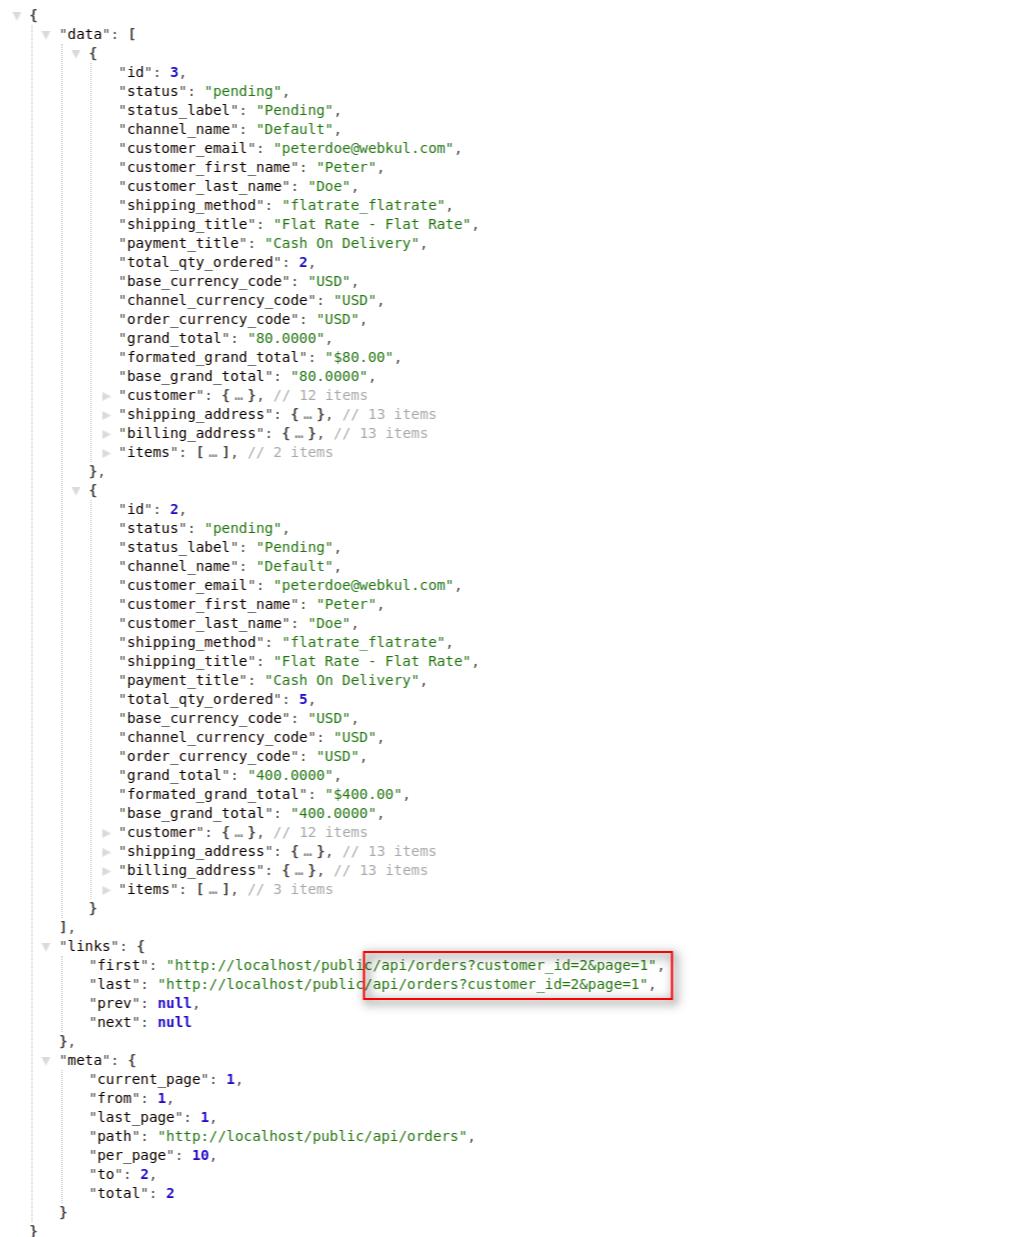 {
"data": [
{
"id": 3,
"status": "pending",
"status_label": "Pending",
"channel_name": "Default",
"customer_email": "peterdoe@webkul.com",
"customer_first_name": "Peter",
"customer_last_name": "Doe",
"shipping_method": "flatrate_flatrate",
"shipping_title": "Flat Rate - Flat Rate",
"payment_title": "Cash On Delivery",
"total_qty_ordered": 2,
"base_currency_code": "USD",
"channel_currency_code": "USD",
"order_currency_code": "USD",
"grand_total": "80.0000",
"formated_grand_total": "$80.00",
"base_grand_total": "80.0000",
"customer": { … }, // 12 items
"shipping_address": { … }, // 13 items
"billing_address": { … }, // 13 items
"items": [ … ], // 2 items
},
{
"id": 2,
"status": "pending",
"status_label": "Pending",
"channel_name": "Default",
"customer_email": "peterdoe@webkul.com",
"customer_first_name": "Peter",
"customer_last_name": "Doe",
"shipping_method": "flatrate_flatrate",
"shipping_title": "Flat Rate - Flat Rate",
"payment_title": "Cash On Delivery",
"total_qty_ordered": 5,
"base_currency_code": "USD",
"channel_currency_code": "USD",
"order_currency_code": "USD",
"grand_total": "400.0000",
"formated_grand_total": "$400.00",
"base_grand_total": "400.0000",
"customer": { … }, // 12 items
"shipping_address": { … }, // 13 items
"billing_address": { … }, // 13 items
"items": [ … ], // 3 items
}
],
"links": {
"first": "http://localhost/public/api/orders?customer_id=2&page=1",
"last": "http://localhost/public/api/orders?customer_id=2&page=1",
"prev": null,
"next": null
},
"meta": {
"current_page": 1,
"from": 1,
"last_page": 1,
"path": "http://localhost/public/api/orders",
"per_page": 10,
"to": 2,
"total": 2
}
}